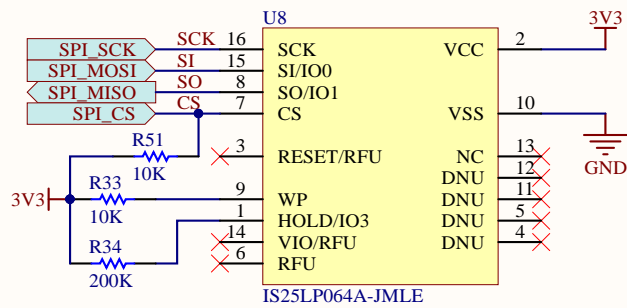 U8
3V3
SPI_SCK SCK 16 SCK VCC 2
SPI_MOSI SI 15 SI/IO0
SPI_MISO SO 8 SO/IO1
SPI_CS CS 7 CS VSS 10
R51
10K
3 RESET/RFU NC 13
GND
DNU 12
3V3
R33
10K
9 WP DNU 11
1 HOLD/IO3 DNU 5
14 VIO/RFU DNU 4
R34
200K
6 RFU
IS25LP064A-JMLE